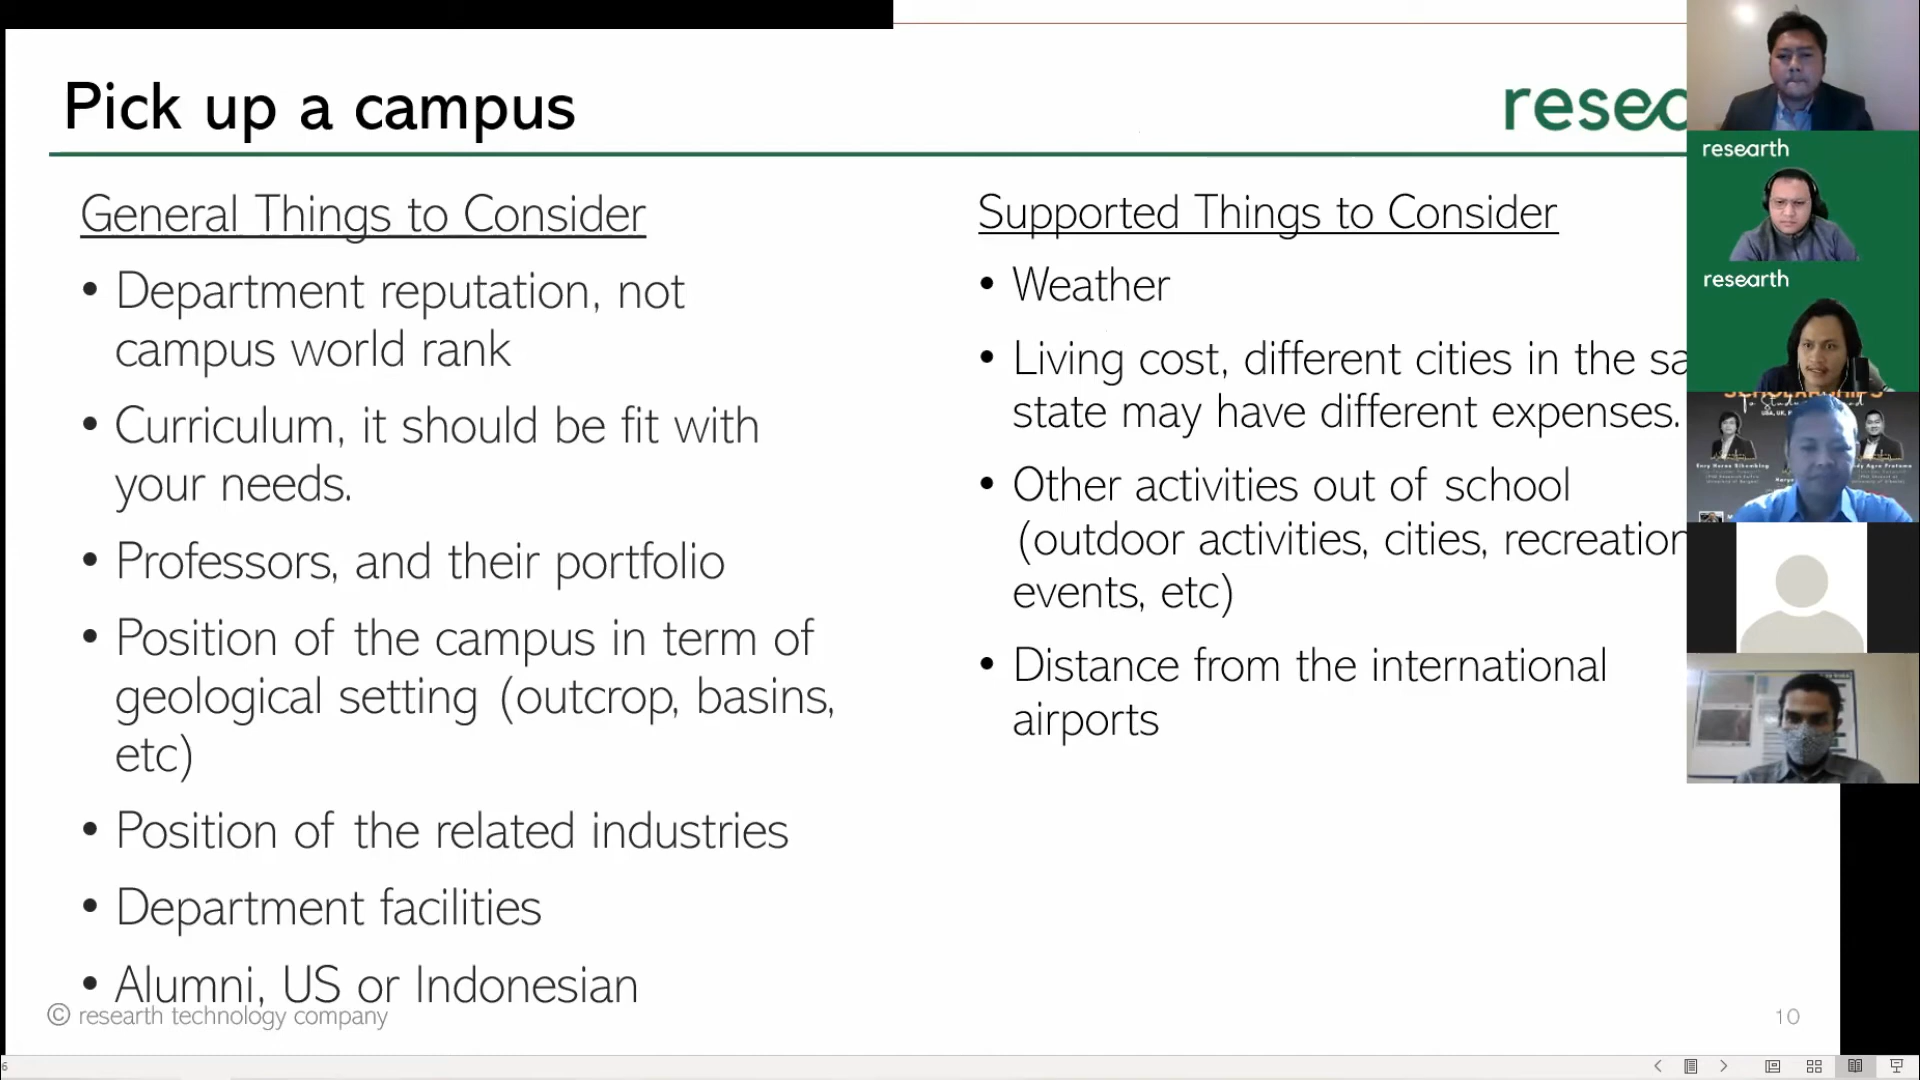 Pick up a campus
resea
General Things to Consider
• Department reputation, not
campus world rank
• Curriculum, it should be fit with
your needs.
• Professors, and their portfolio
• Position of the campus in term of
geological setting (outcrop, basins,
etc)
• Position of the related industries
• Department facilities
• Alumni, US or Indonesian
Supported Things to Consider
• Weather
• Living cost, different cities in the sa
state may have different expenses.
• Other activities out of school
(outdoor activities, cities, recreation
events, etc)
• Distance from the international
airports
© researth technology company
10
researth
researth
SCHOLARSHIPS
6